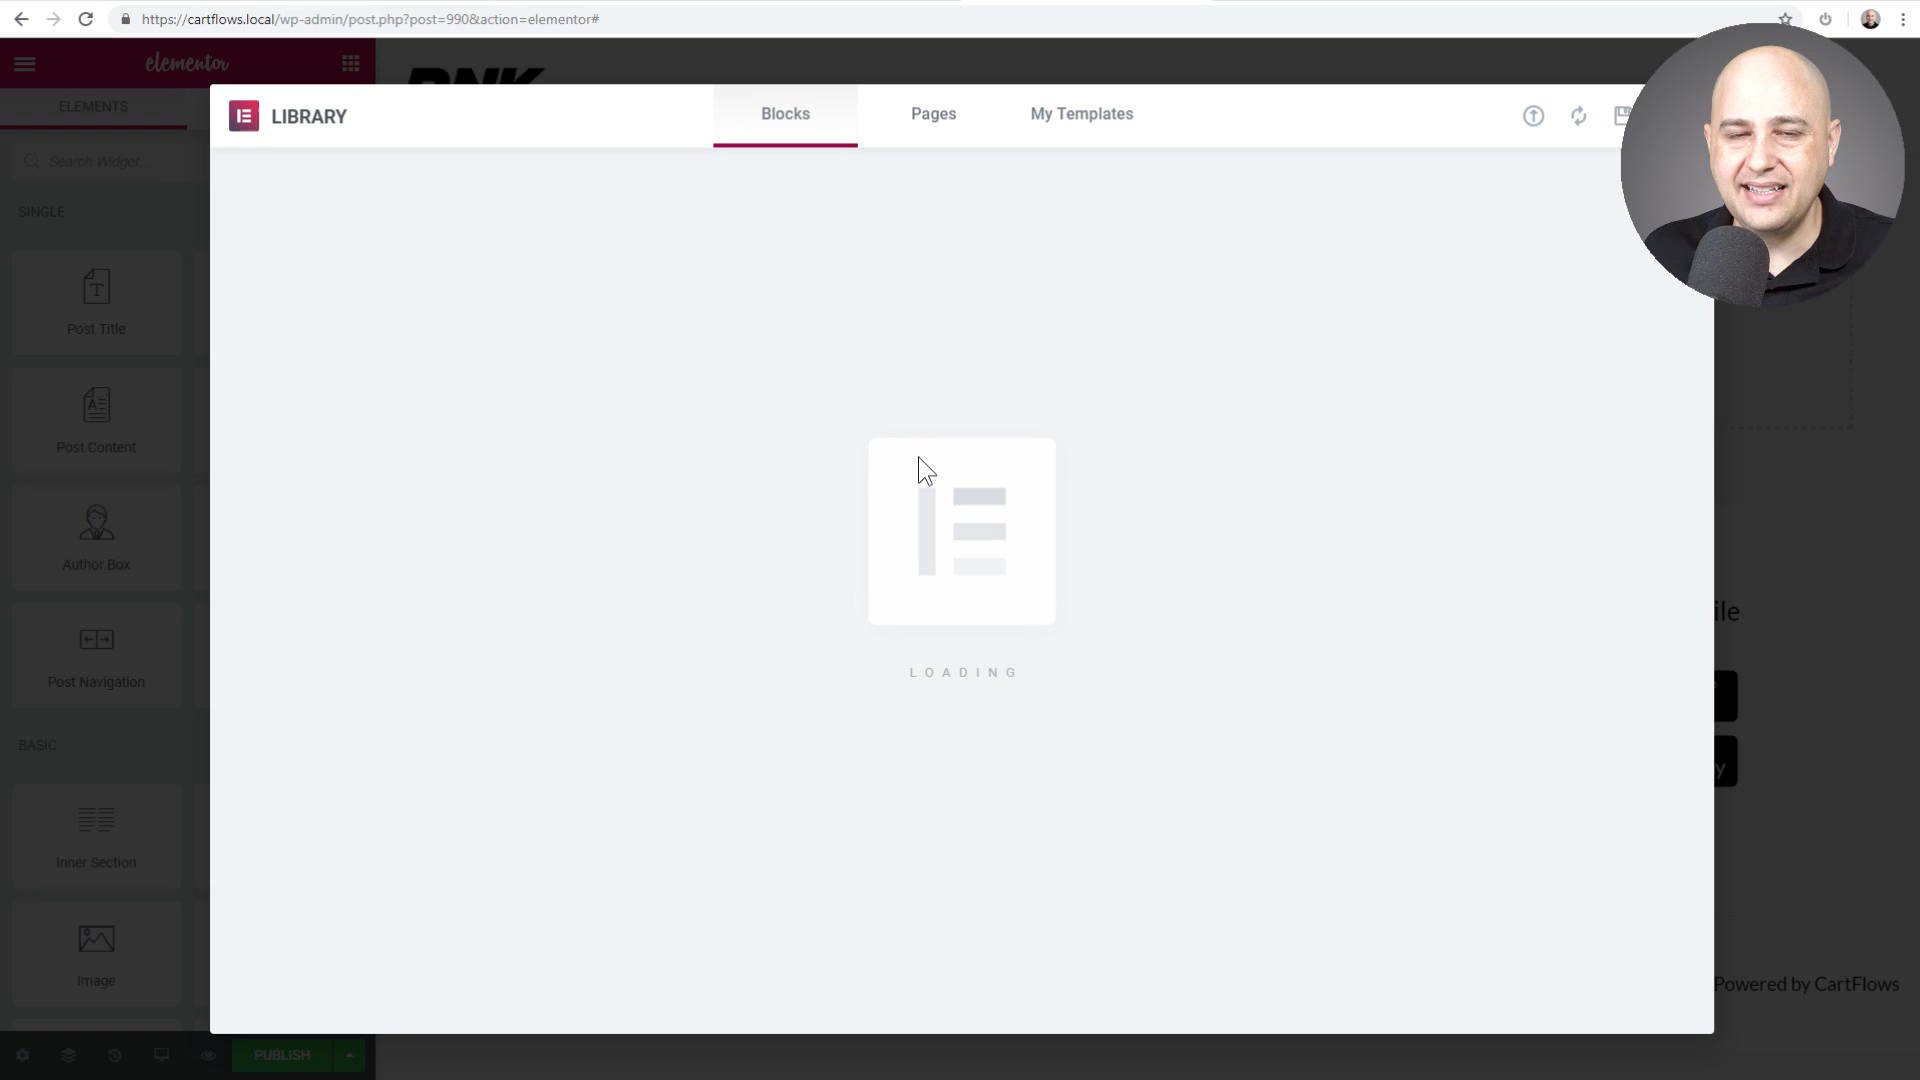 https://cartflows.local/wp-admin/post.php?post=990&action=elementor#
elementor
ELEMENTS
LIBRARY
Blocks
Pages
My Templates
Search Widget...
SINGLE
Post Title
Post Content
Author Box
Post Navigation
BASIC
Inner Section
Image
LOADING
ile
y
Powered by CartFlows
PUBLISH